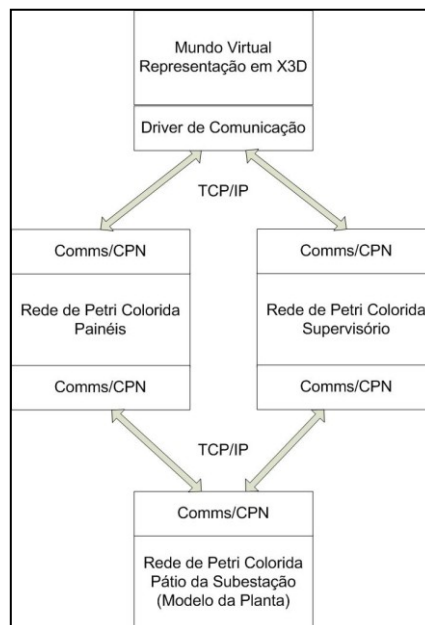 Mundo Virtual
Representação em X3D
Driver de Comunicação
TCP/IP
Comms/CPN
Comms/CPN
Rede de Petri Colorida
Painéis
Rede de Petri Colorida
Supervisório
Comms/CPN
Comms/CPN
TCP/IP
Comms/CPN
Rede de Petri Colorida
Pátio da Subestação
(Modelo da Planta)